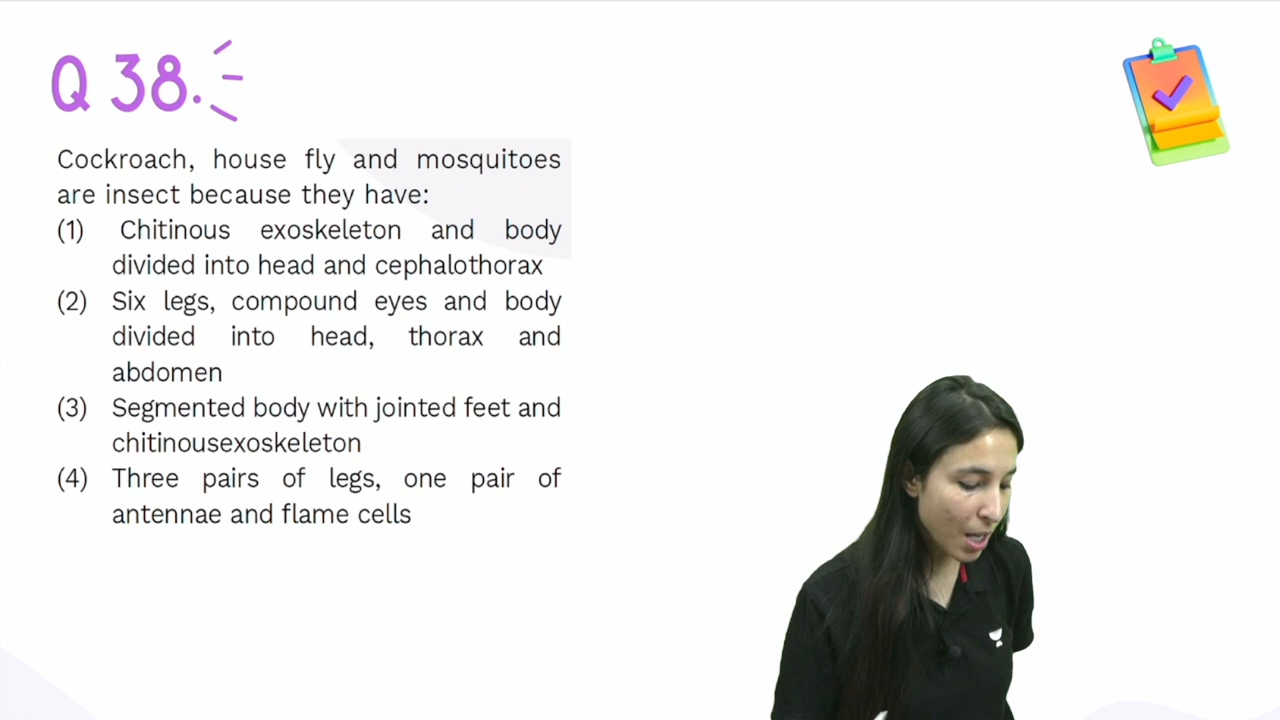 Q 38.
Cockroach, house fly and mosquitoes
are insect because they have:
(1) Chitinous exoskeleton and body
divided into head and cephalothorax
(2) Six legs, compound eyes and body
divided into head, thorax and
abdomen
(3) Segmented body with jointed feet and
chitinousexoskeleton
(4) Three pairs of legs, one pair of
antennae and flame cells